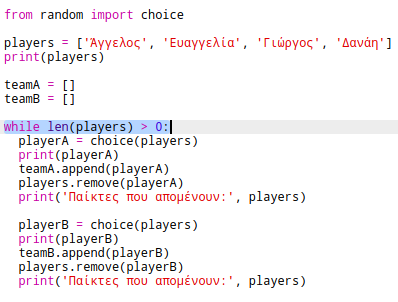 from random import choice
players = ['Άγγελος', 'Ευαγγελία', 'Γιώργος', 'Δανάη']
print(players)
teamA = []
teamB = []
while len(players) > 0:
playerA = choice(players)
print(playerA)
teamA.append(playerA)
players.remove(playerA)
print('Παίκτες που απομένουν:', players)
playerB = choice(players)
print(playerB)
teamB.append(playerB)
players.remove(playerB)
print('Παίκτες που απομένουν:', players)